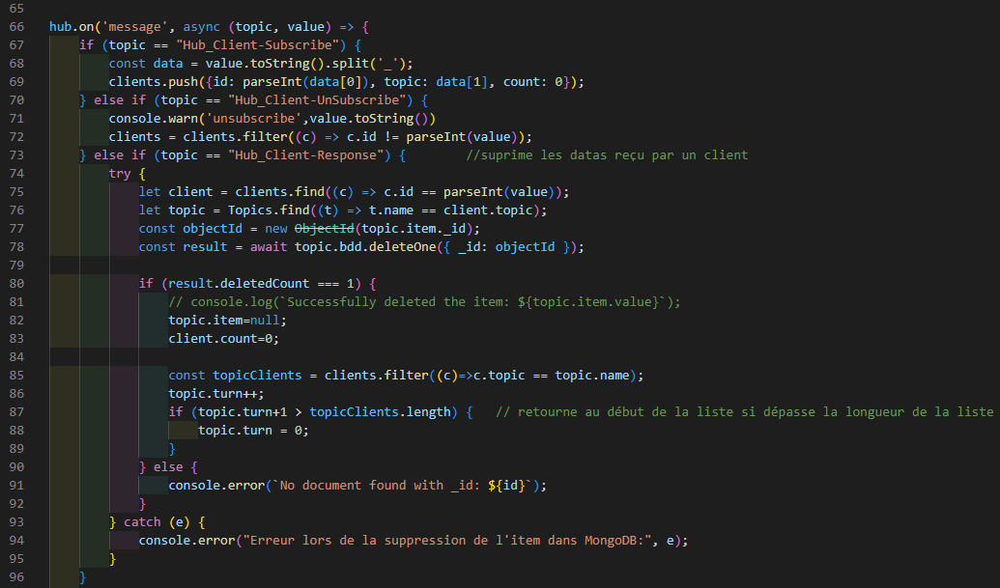 65
66 hub.on('message', async (topic, value) => {
67 if (topic == "Hub_Client-Subscribe") {
68 const data = value.toString().split('_');
69 clients.push({id: parseInt(data[0]), topic: data[1], count: 0});
70 } else if (topic == "Hub_Client-UnSubscribe") {
71 console.warn('unsubscribe',value.toString())
72 clients = clients.filter((c) => c.id != parseInt(value));
73 } else if (topic == "Hub_Client-Response") { //suprime les datas reçu par un client
74 try {
75 let client = clients.find((c) => c.id == parseInt(value));
76 let topic = Topics.find((t) => t.name == client.topic);
77 const objectId = new ObjectId(topic.item._id);
78 const result = await topic.bdd.deleteOne({ _id: objectId });
79
80 if (result.deletedCount === 1) {
81 // console.log(`Successfully deleted the item: ${topic.item.value}`);
82 topic.item=null;
83 client.count=0;
84
85 const topicClients = clients.filter((c)=>c.topic == topic.name);
86 topic.turn++;
87 if (topic.turn+1 > topicClients.length) { // retourne au début de la liste si dépasse la longueur de la liste
88 topic.turn = 0;
89 }
90 } else {
91 console.error(`No document found with _id: ${id}`);
92 }
93 } catch (e) {
94 console.error("Erreur lors de la suppression de l'item dans MongoDB:", e);
95 }
96 }